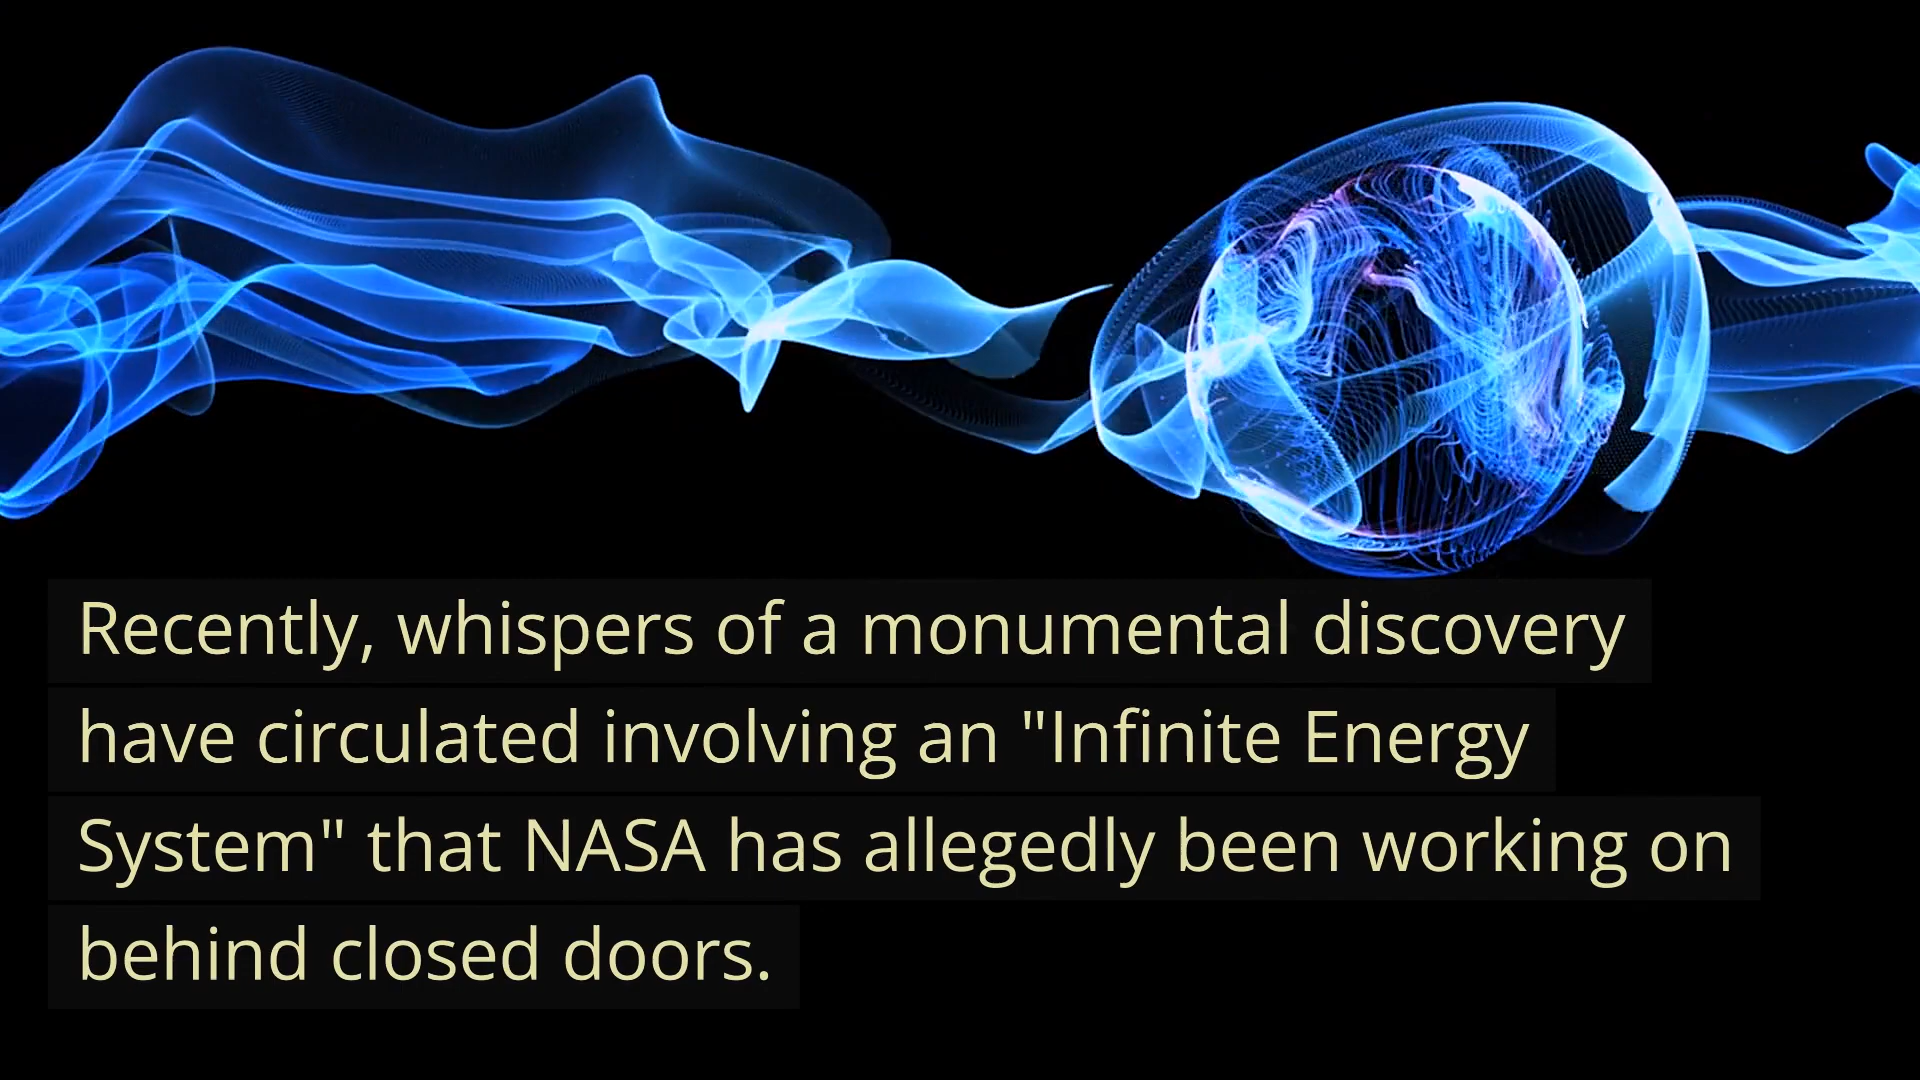 Recently, whispers of a monumental discovery
have circulated involving an "Infinite Energy
System" that NASA has allegedly been working on
behind closed doors.